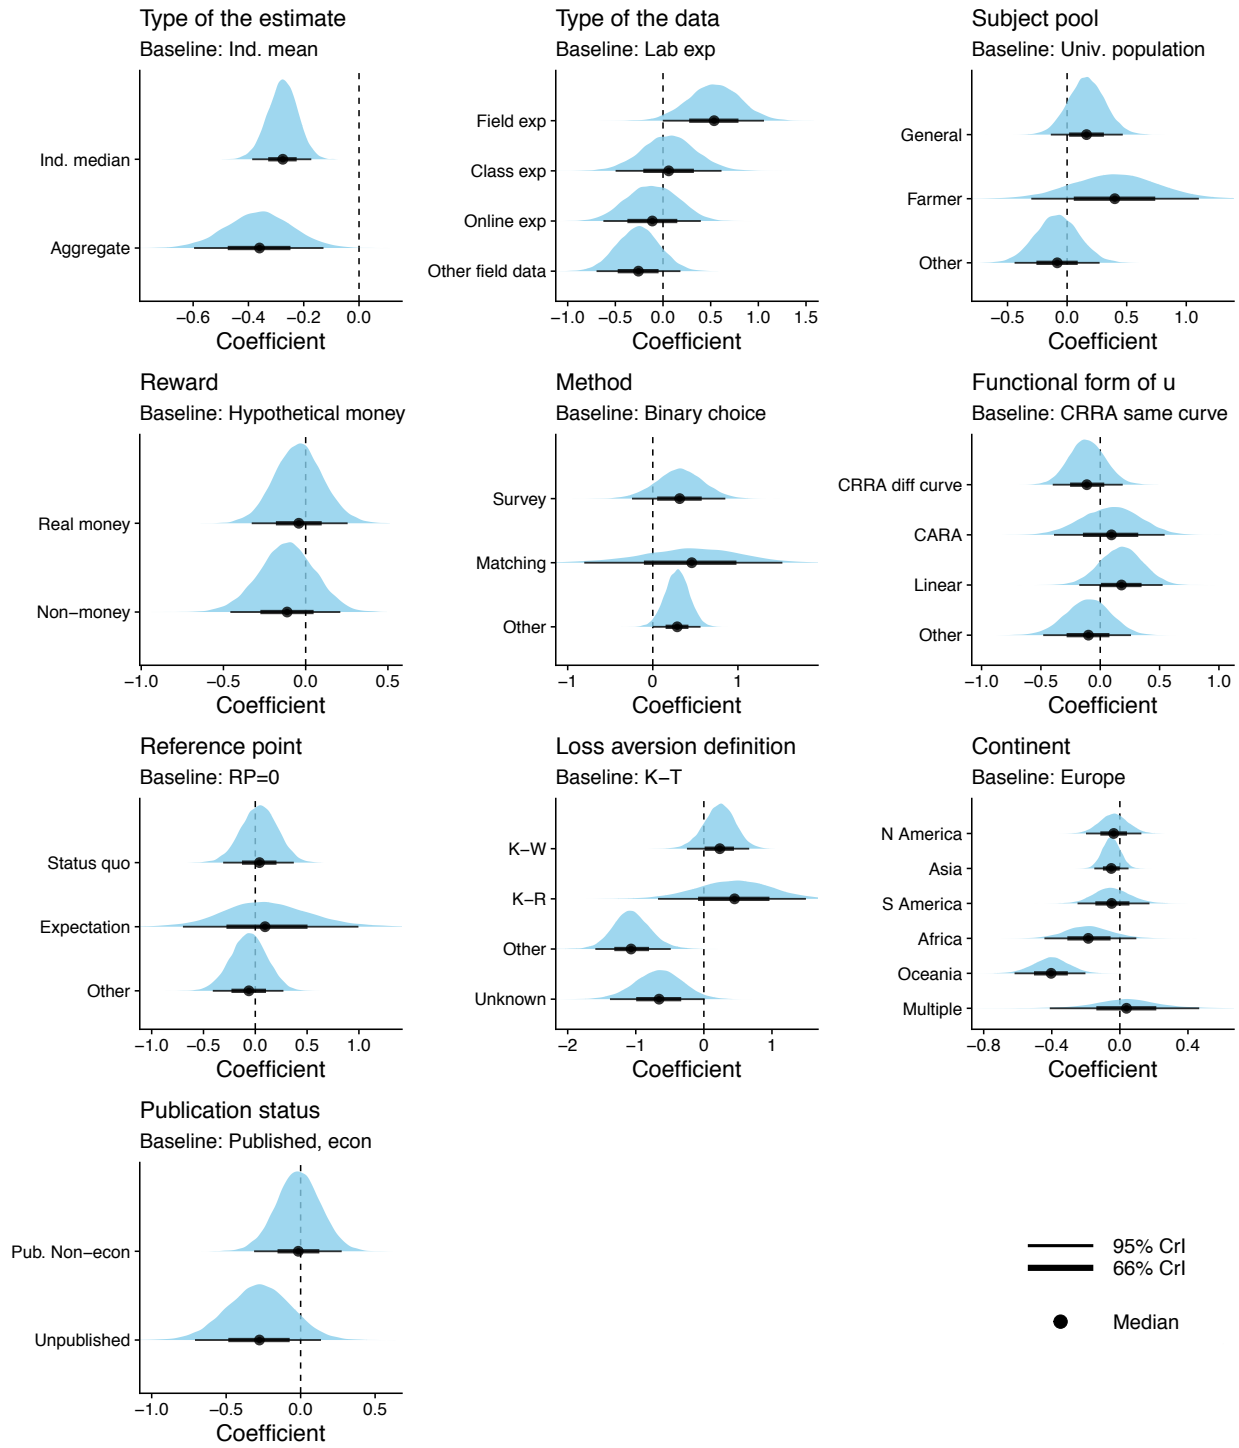 Type of the estimate
Baseline: Ind. mean
Ind. median
Aggregate
−0.6 −0.4 −0.2 0.0
Coefficient
Type of the data
Baseline: Lab exp
Field exp
Class exp
Online exp
Other field data
−1.0 −0.5 0.0 0.5 1.0 1.5
Coefficient
Subject pool
Baseline: Univ. population
General
Farmer
Other
−0.5 0.0 0.5 1.0
Coefficient
Reward
Baseline: Hypothetical money
Real money
Non−money
−1.0 −0.5 0.0 0.5
Coefficient
Method
Baseline: Binary choice
Survey
Matching
Other
−1 0 1
Coefficient
Functional form of u
Baseline: CRRA same curve
CRRA diff curve
CARA
Linear
Other
−1.0 −0.5 0.0 0.5 1.0
Coefficient
Reference point
Baseline: RP=0
Status quo
Expectation
Other
−1.0 −0.5 0.0 0.5 1.0
Coefficient
Loss aversion definition
Baseline: K−T
K−W
K−R
Other
Unknown
−2 −1 0 1
Coefficient
Continent
Baseline: Europe
N America
Asia
S America
Africa
Oceania
Multiple
−0.8 −0.4 0.0 0.4
Coefficient
Publication status
Baseline: Published, econ
Pub. Non−econ
Unpublished
−1.0 −0.5 0.0 0.5
Coefficient
95% CrI
66% CrI
Median